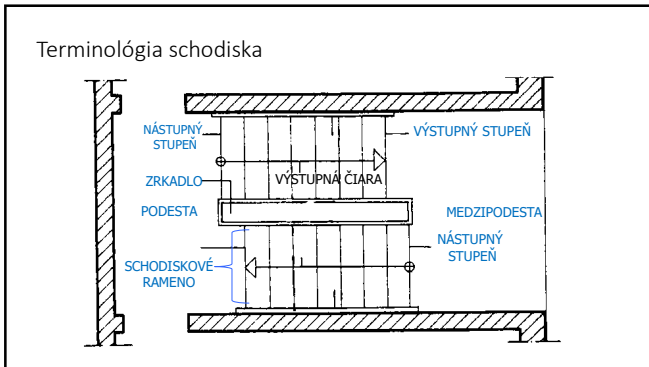 Terminológia schodiska
NÁSTUPNÝ
STUPEŇ
VÝSTUPNÝ STUPEŇ
ZRKADLO
VÝSTUPNÁ ČIARA
PODESTA
MEDZIPODESTA
NÁSTUPNÝ
STUPEŇ
SCHODISKOVÉ
RAMENO